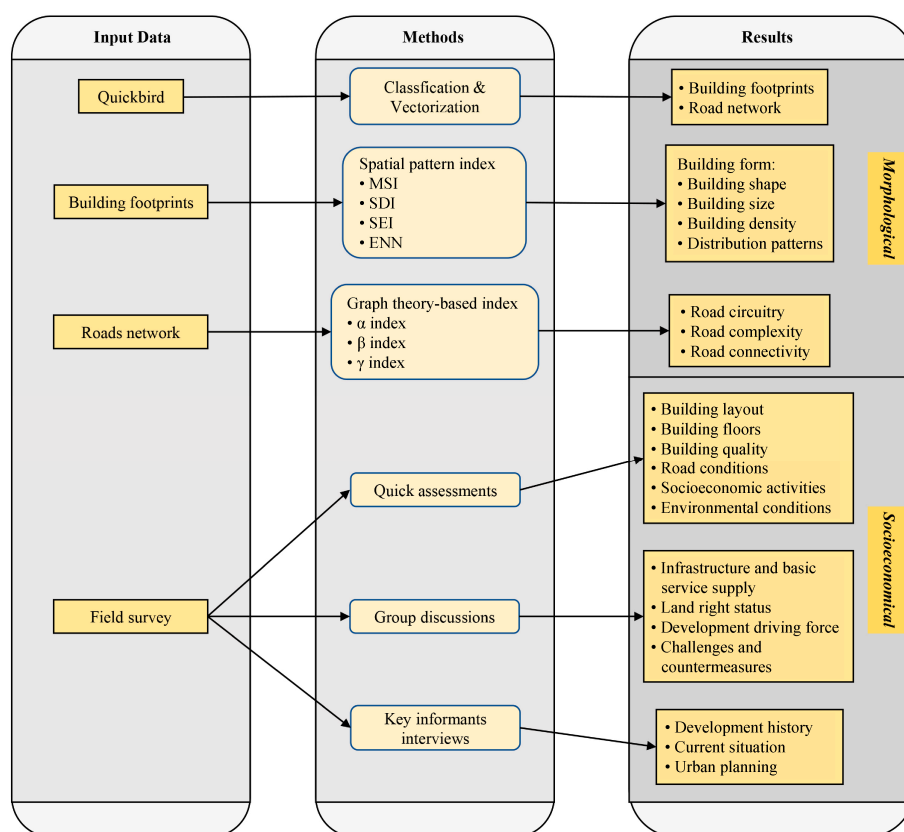 Input Data
Methods
Results
Quickbird
Classfication &
Vectorization
• Building footprints
• Road network
Building footprints
Spatial pattern index
• MSI
• SDI
• SEI
• ENN
Building form:
• Building shape
• Building size
• Building density
• Distribution patterns
Morphological
Roads network
Graph theory-based index
• α index
• β index
• γ index
• Road circuitry
• Road complexity
• Road connectivity
Field survey
Quick assessments
• Building layout
• Building floors
• Building quality
• Road conditions
• Socioeconomic activities
• Environmental conditions
Group discussions
• Infrastructure and basic
service supply
• Land right status
• Development driving force
• Challenges and
countermeasures
Key informants
interviews
• Development history
• Current situation
• Urban planning
Socioeconomical